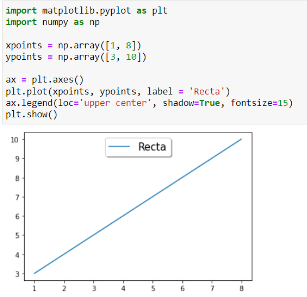 import matplotlib.pyplot as plt
import numpy as np

xpoints = np.array([1, 8])
ypoints = np.array([3, 10])

ax = plt.axes()
plt.plot(xpoints, ypoints, label = 'Recta')
ax.legend(loc='upper center', shadow=True, fontsize=15)
plt.show()

Recta
10
9
8
7
6
5
4
3
1 2 3 4 5 6 7 8